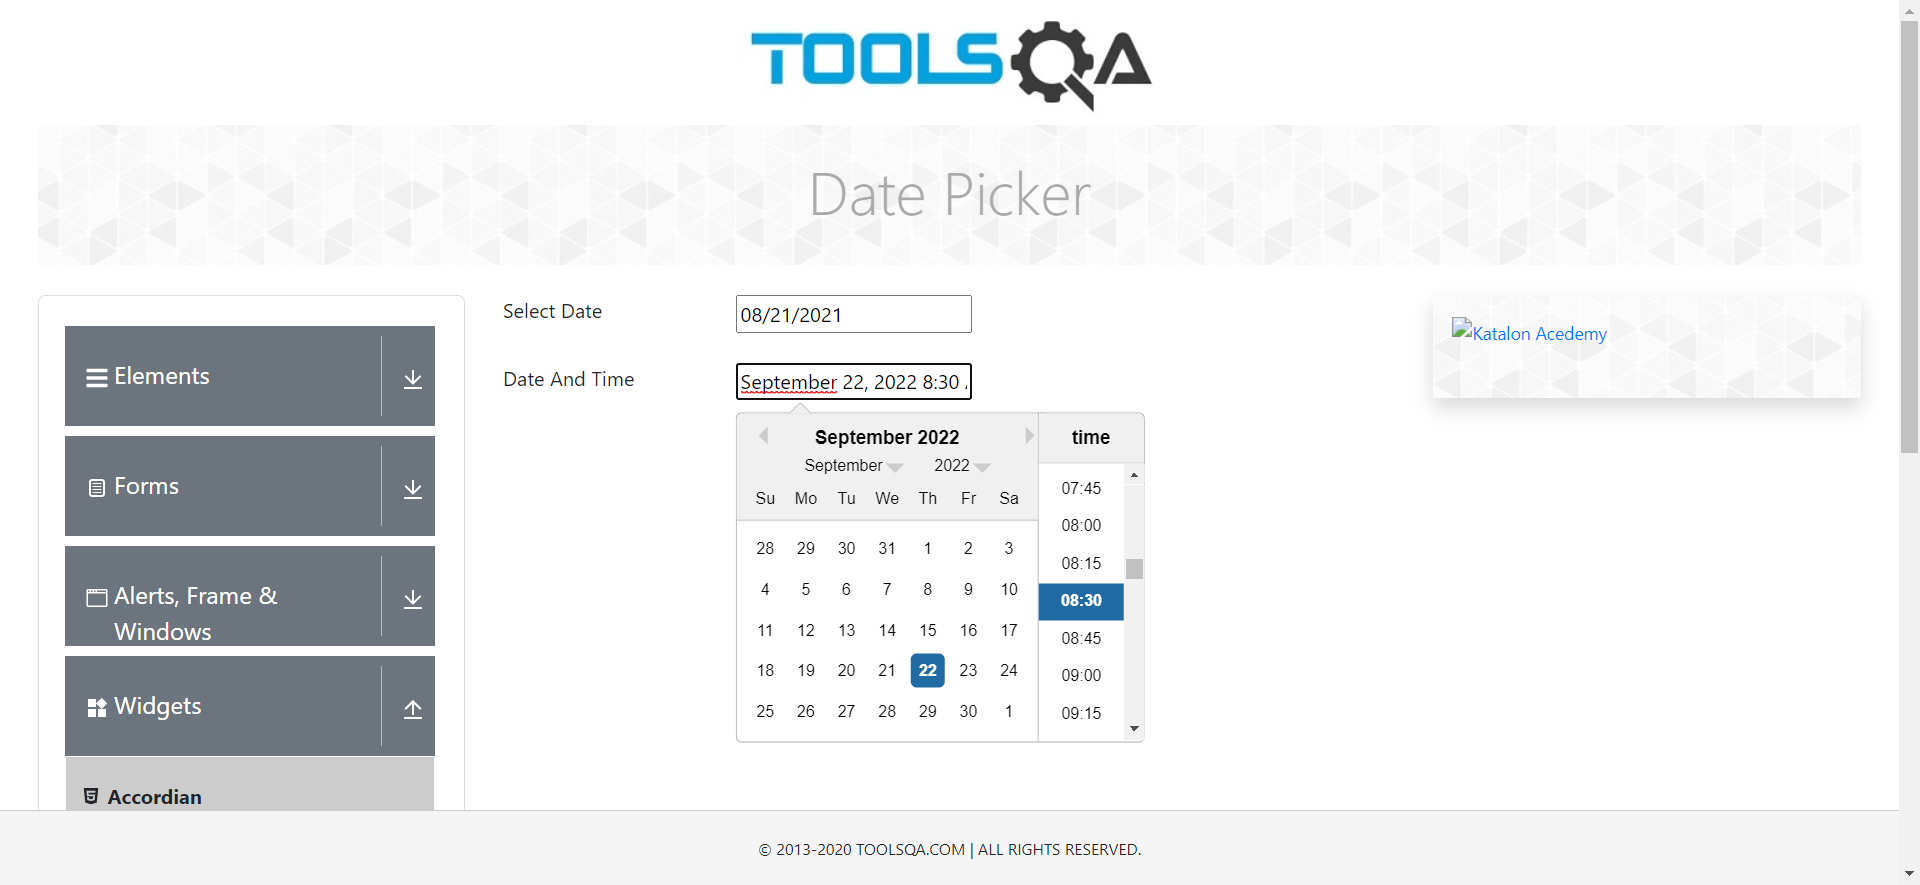 TOOLSQA
Date Picker
Select Date
08/21/2021
Date And Time
September 22, 2022 8:30
Katalon Acedemy
Elements
Forms
Alerts, Frame &
Windows
Widgets
Accordian
September 2022
September 2022
Su Mo Tu We Th Fr Sa
28 29 30 31 1 2 3
4 5 6 7 8 9 10
11 12 13 14 15 16 17
18 19 20 21 22 23 24
25 26 27 28 29 30 1
time
07:45
08:00
08:15
08:30
08:45
09:00
09:15
© 2013-2020 TOOLSQA.COM | ALL RIGHTS RESERVED.